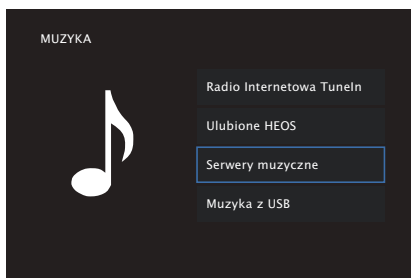 MUZYKA
Radio Internetowa TuneIn
Ulubione HEOS
Serwery muzyczne
Muzyka z USB